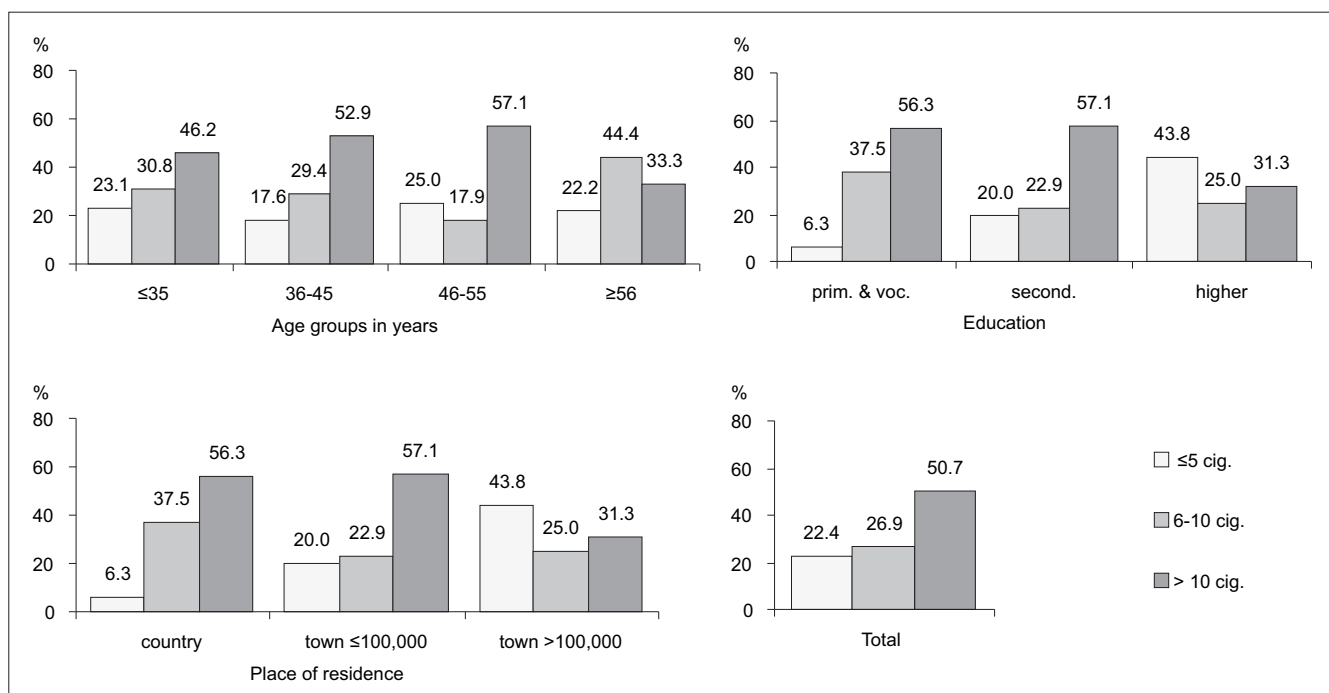 %
80
60
40
20
0
23.1 30.8 46.2
17.6 29.4 52.9
25.0 17.9 57.1
22.2 44.4 33.3
≤35 36-45 46-55 ≥56
Age groups in years
%
80
60
40
20
0
6.3 37.5 56.3
20.0 22.9 57.1
43.8 25.0 31.3
prim. & voc. second. higher
Education
%
80
60
40
20
0
6.3 37.5 56.3
20.0 22.9 57.1
43.8 25.0 31.3
country town ≤100,000 town >100,000
Place of residence
%
80
60
40
20
0
22.4 26.9 50.7
Total
≤5 cig.
6-10 cig.
> 10 cig.